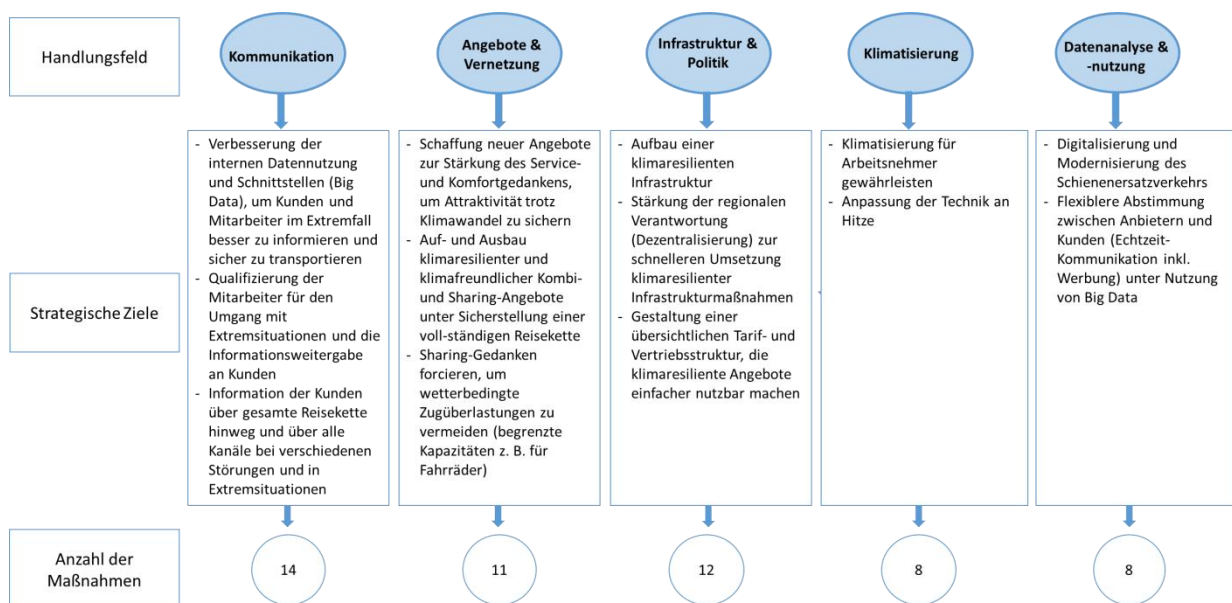 Handlungsfeld
Kommunikation
Angebote &
Vernetzung
Infrastruktur &
Politik
Klimatisierung
Datenanalyse &
-nutzung
Strategische Ziele
- Verbesserung der
internen Datennutzung
und Schnittstellen (Big
Data), um Kunden und
Mitarbeiter im Extremfall
besser zu informieren und
sicher zu transportieren
- Qualifizierung der
Mitarbeiter für den
Umgang mit
Extremsituationen und die
Informationsweitergabe
an Kunden
- Information der Kunden
über gesamte Reisekette
hinweg und über alle
Kanäle bei verschiedenen
Störungen und in
Extremsituationen
- Schaffung neuer Angebote
zur Stärkung des Service-
und Komfortgedankens,
um Attraktivität trotz
Klimawandel zu sichern
- Auf- und Ausbau
klimaresilienter und
klimafreundlicher Kombi-
und Sharing-Angebote
unter Sicherstellung einer
voll-ständigen Reisekette
- Sharing-Gedanken
forcieren, um
wetterbedingte
Zugüberlastungen zu
vermeiden (begrenzte
Kapazitäten z. B. für
Fahrräder)
- Aufbau einer
klimaresilienten
Infrastruktur
- Stärkung der regionalen
Verantwortung
(Dezentralisierung) zur
schnelleren Umsetzung
klimaresilienter
Infrastrukturmaßnahmen
- Gestaltung einer
übersichtlichen Tarif- und
Vertriebsstruktur, die
klimaresiliente Angebote
einfacher nutzbar machen
- Klimatisierung für
Arbeitsnehmer
gewährleisten
- Anpassung der Technik an
Hitze
- Digitalisierung und
Modernisierung des
Schienenersatzverkehrs
- Flexiblere Abstimmung
zwischen Anbietern und
Kunden (Echtzeit-
Kommunikation inkl.
Werbung) unter Nutzung
von Big Data
Anzahl der
Maßnahmen
14
11
12
8
8